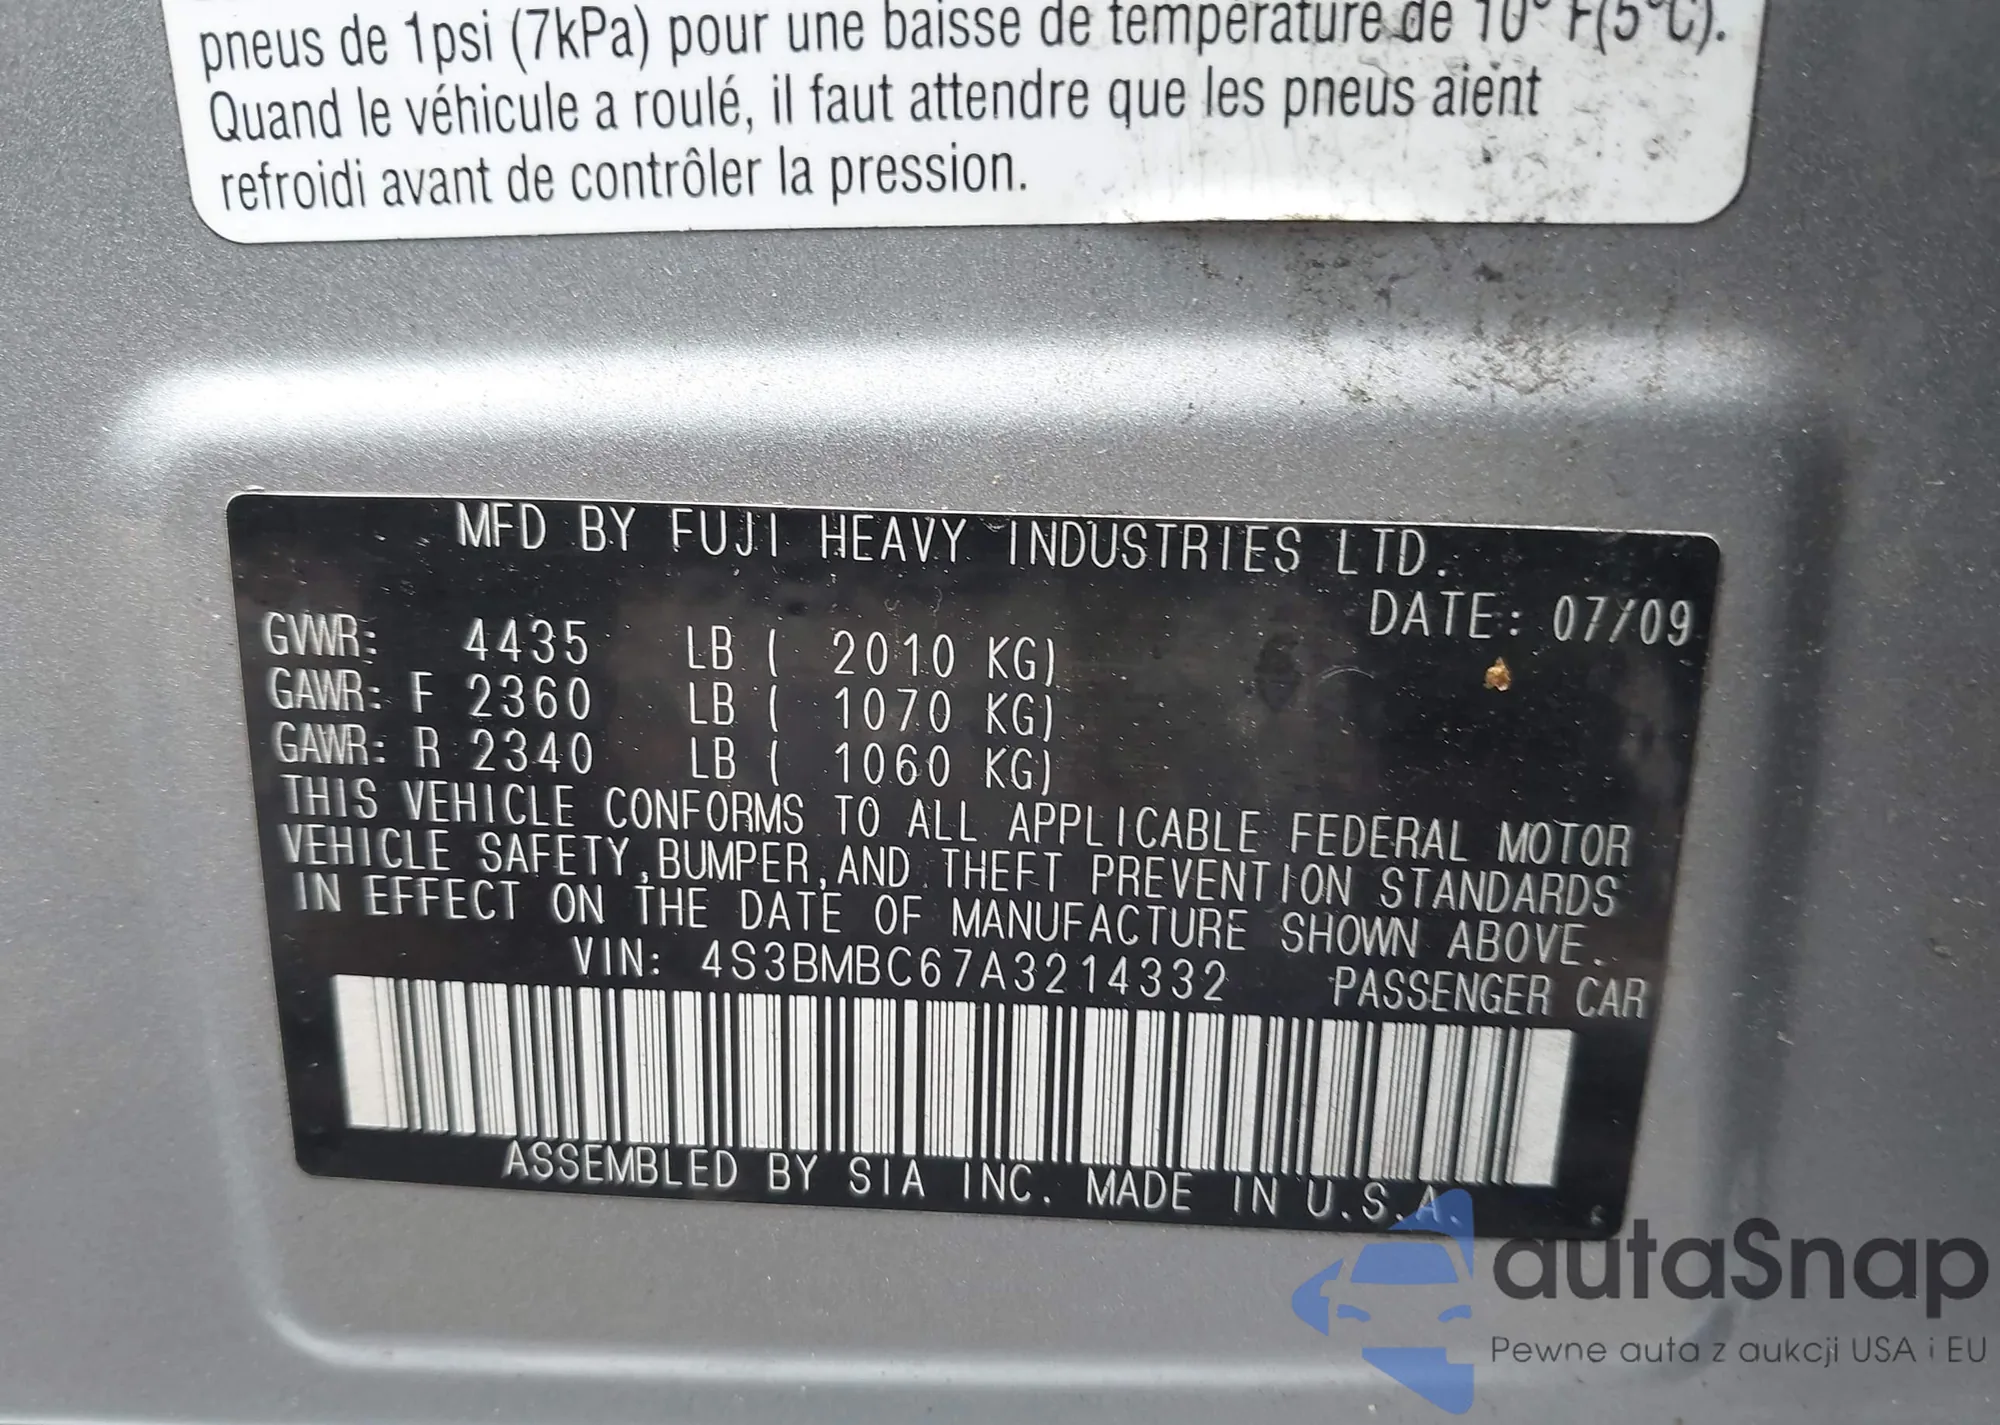 pneus de 1psi (7kPa) pour une baisse de température de 10° F(5°C).
Quand le véhicule a roulé, il faut attendre que les pneus aient
refroidi avant de contrôler la pression.
MFD BY FUJI HEAVY INDUSTRIES LTD.
DATE: 07/09
GVWR: 4435 LB ( 2010 KG)
GAWR: F 2360 LB ( 1070 KG)
GAWR: R 2340 LB ( 1060 KG)
THIS VEHICLE CONFORMS TO ALL APPLICABLE FEDERAL MOTOR
VEHICLE SAFETY,BUMPER,AND THEFT PREVENTION STANDARDS
IN EFFECT ON THE DATE OF MANUFACTURE SHOWN ABOVE.
VIN: 4S3BMBC67A3214332 PASSENGER CAR
ASSEMBLED BY SIA INC. MADE IN U.S.A.
autaSnap
Pewne auta z aukcji USA i EU